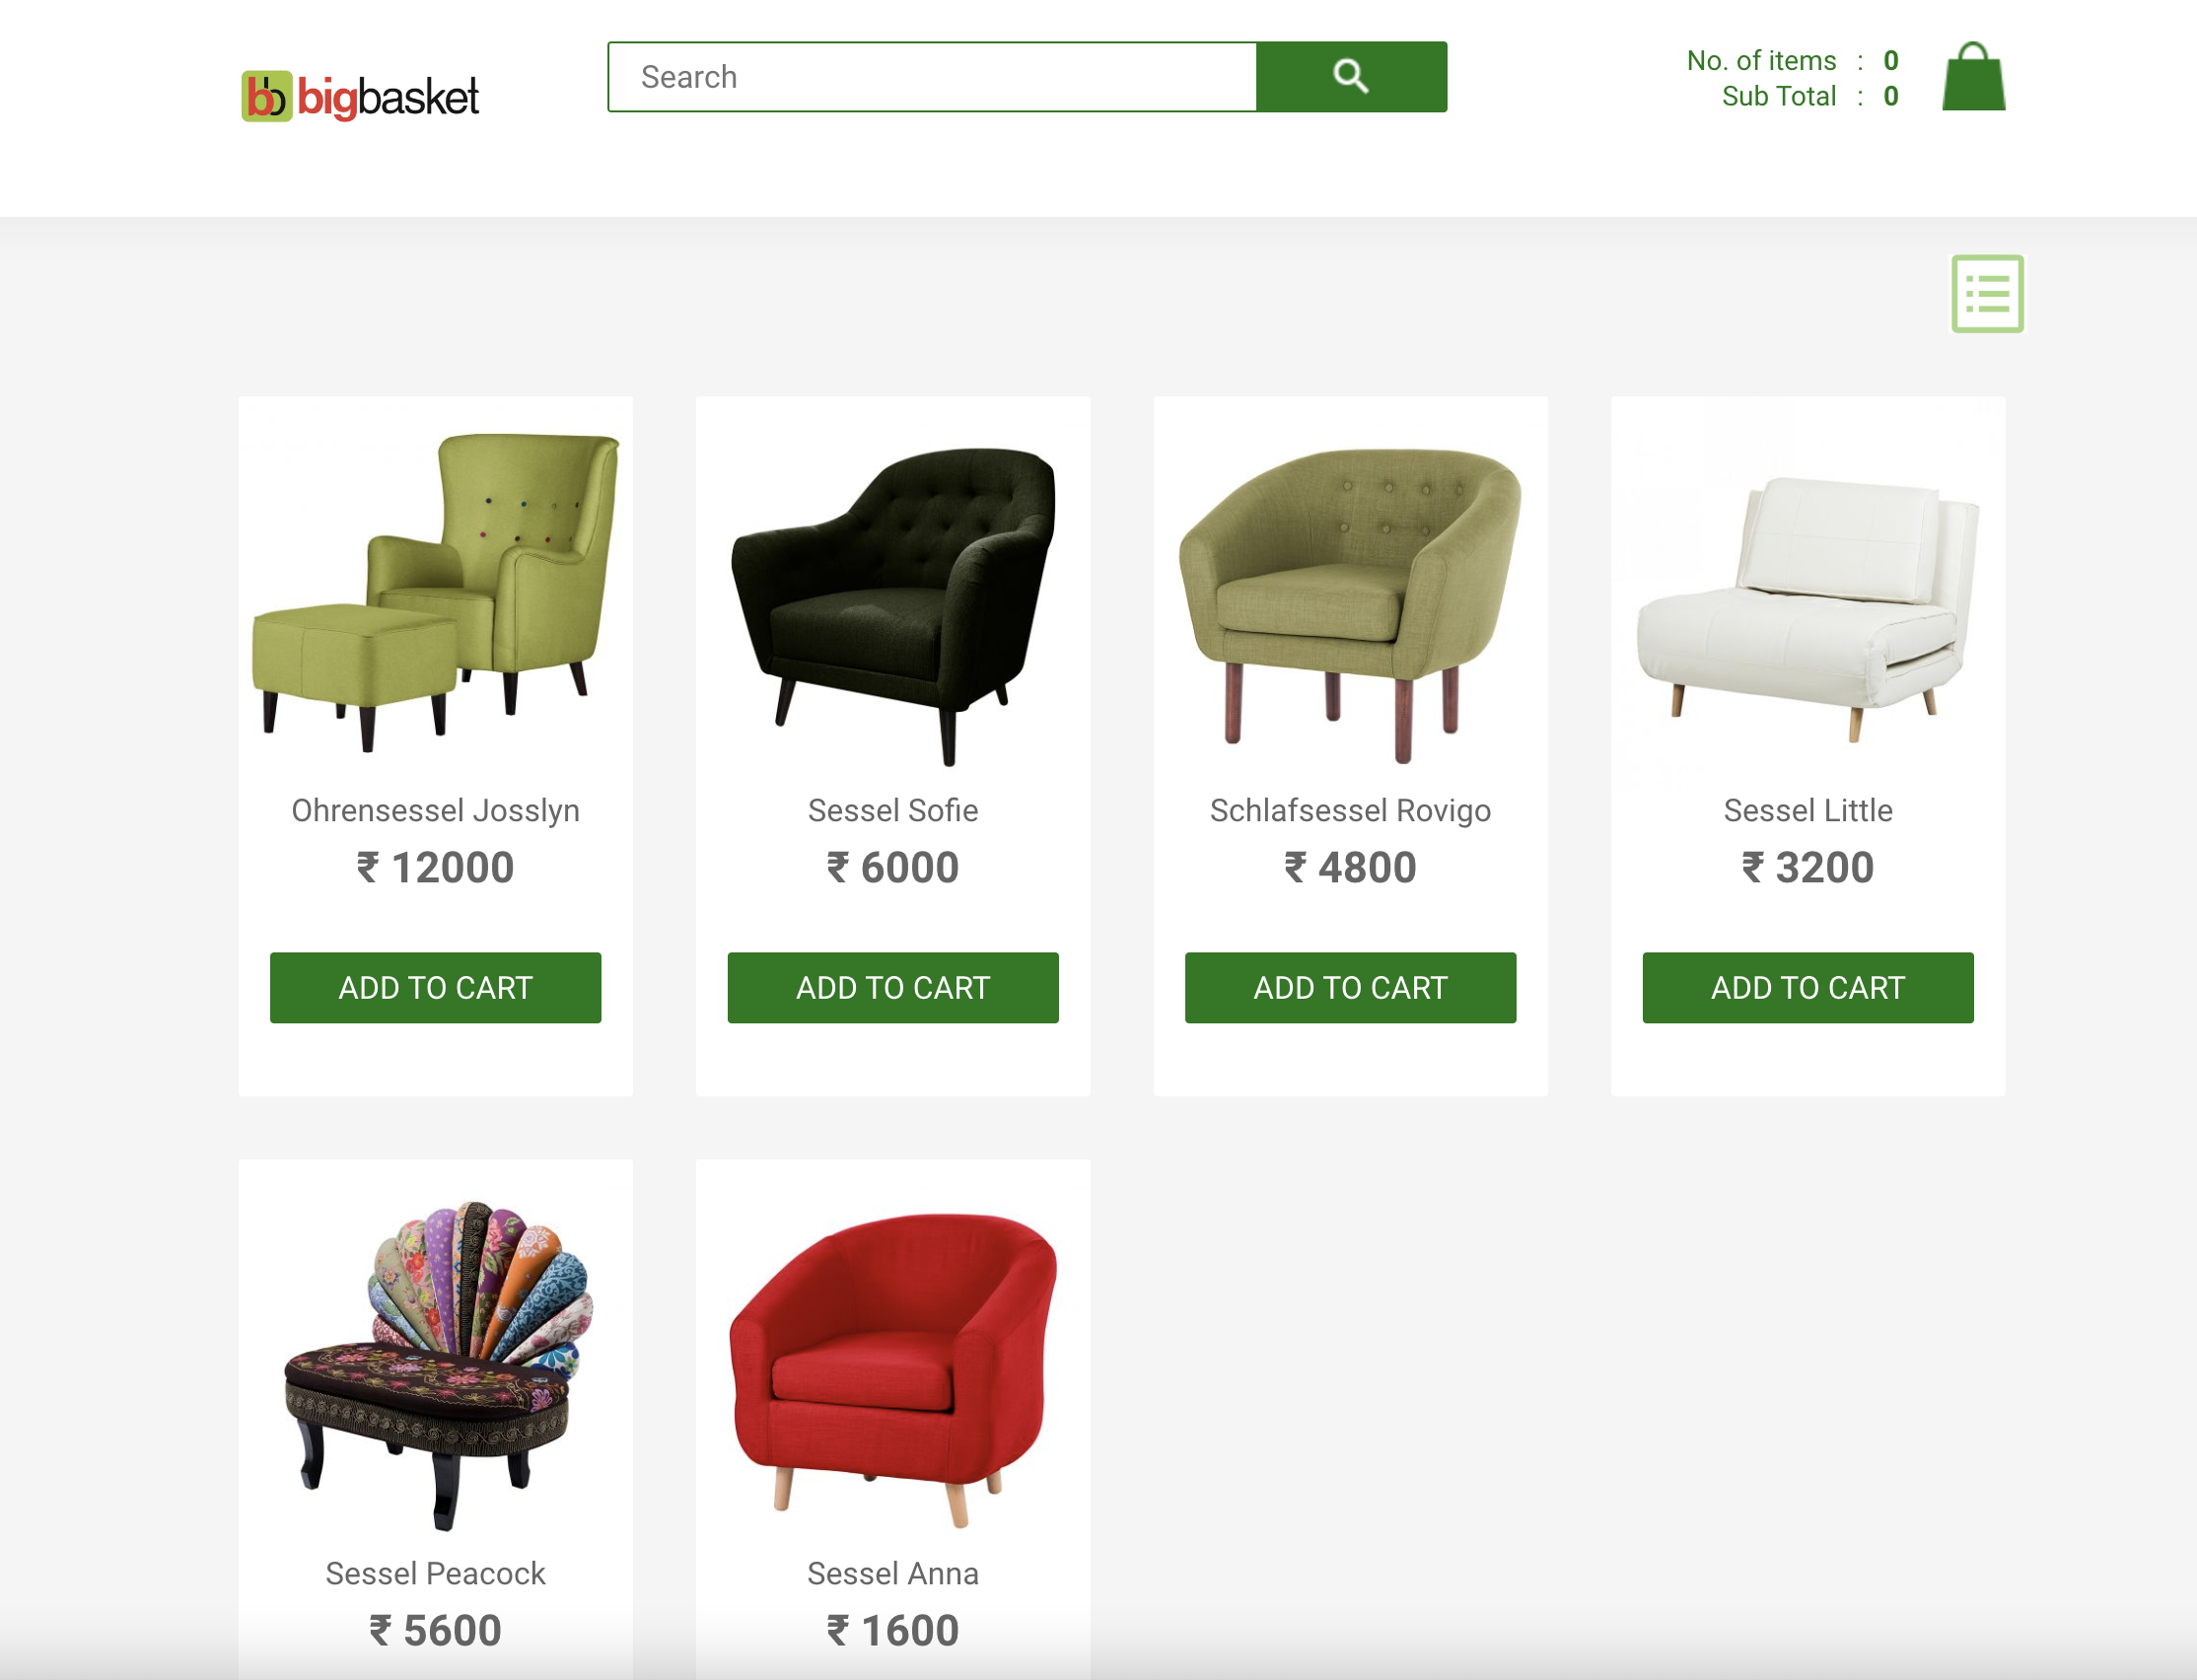 bb bigbasket
Search
No. of items : 0
Sub Total : 0
Ohrensessel Josslyn
₹ 12000
ADD TO CART
Sessel Sofie
₹ 6000
ADD TO CART
Schlafsessel Rovigo
₹ 4800
ADD TO CART
Sessel Little
₹ 3200
ADD TO CART
Sessel Peacock
₹ 5600
Sessel Anna
₹ 1600